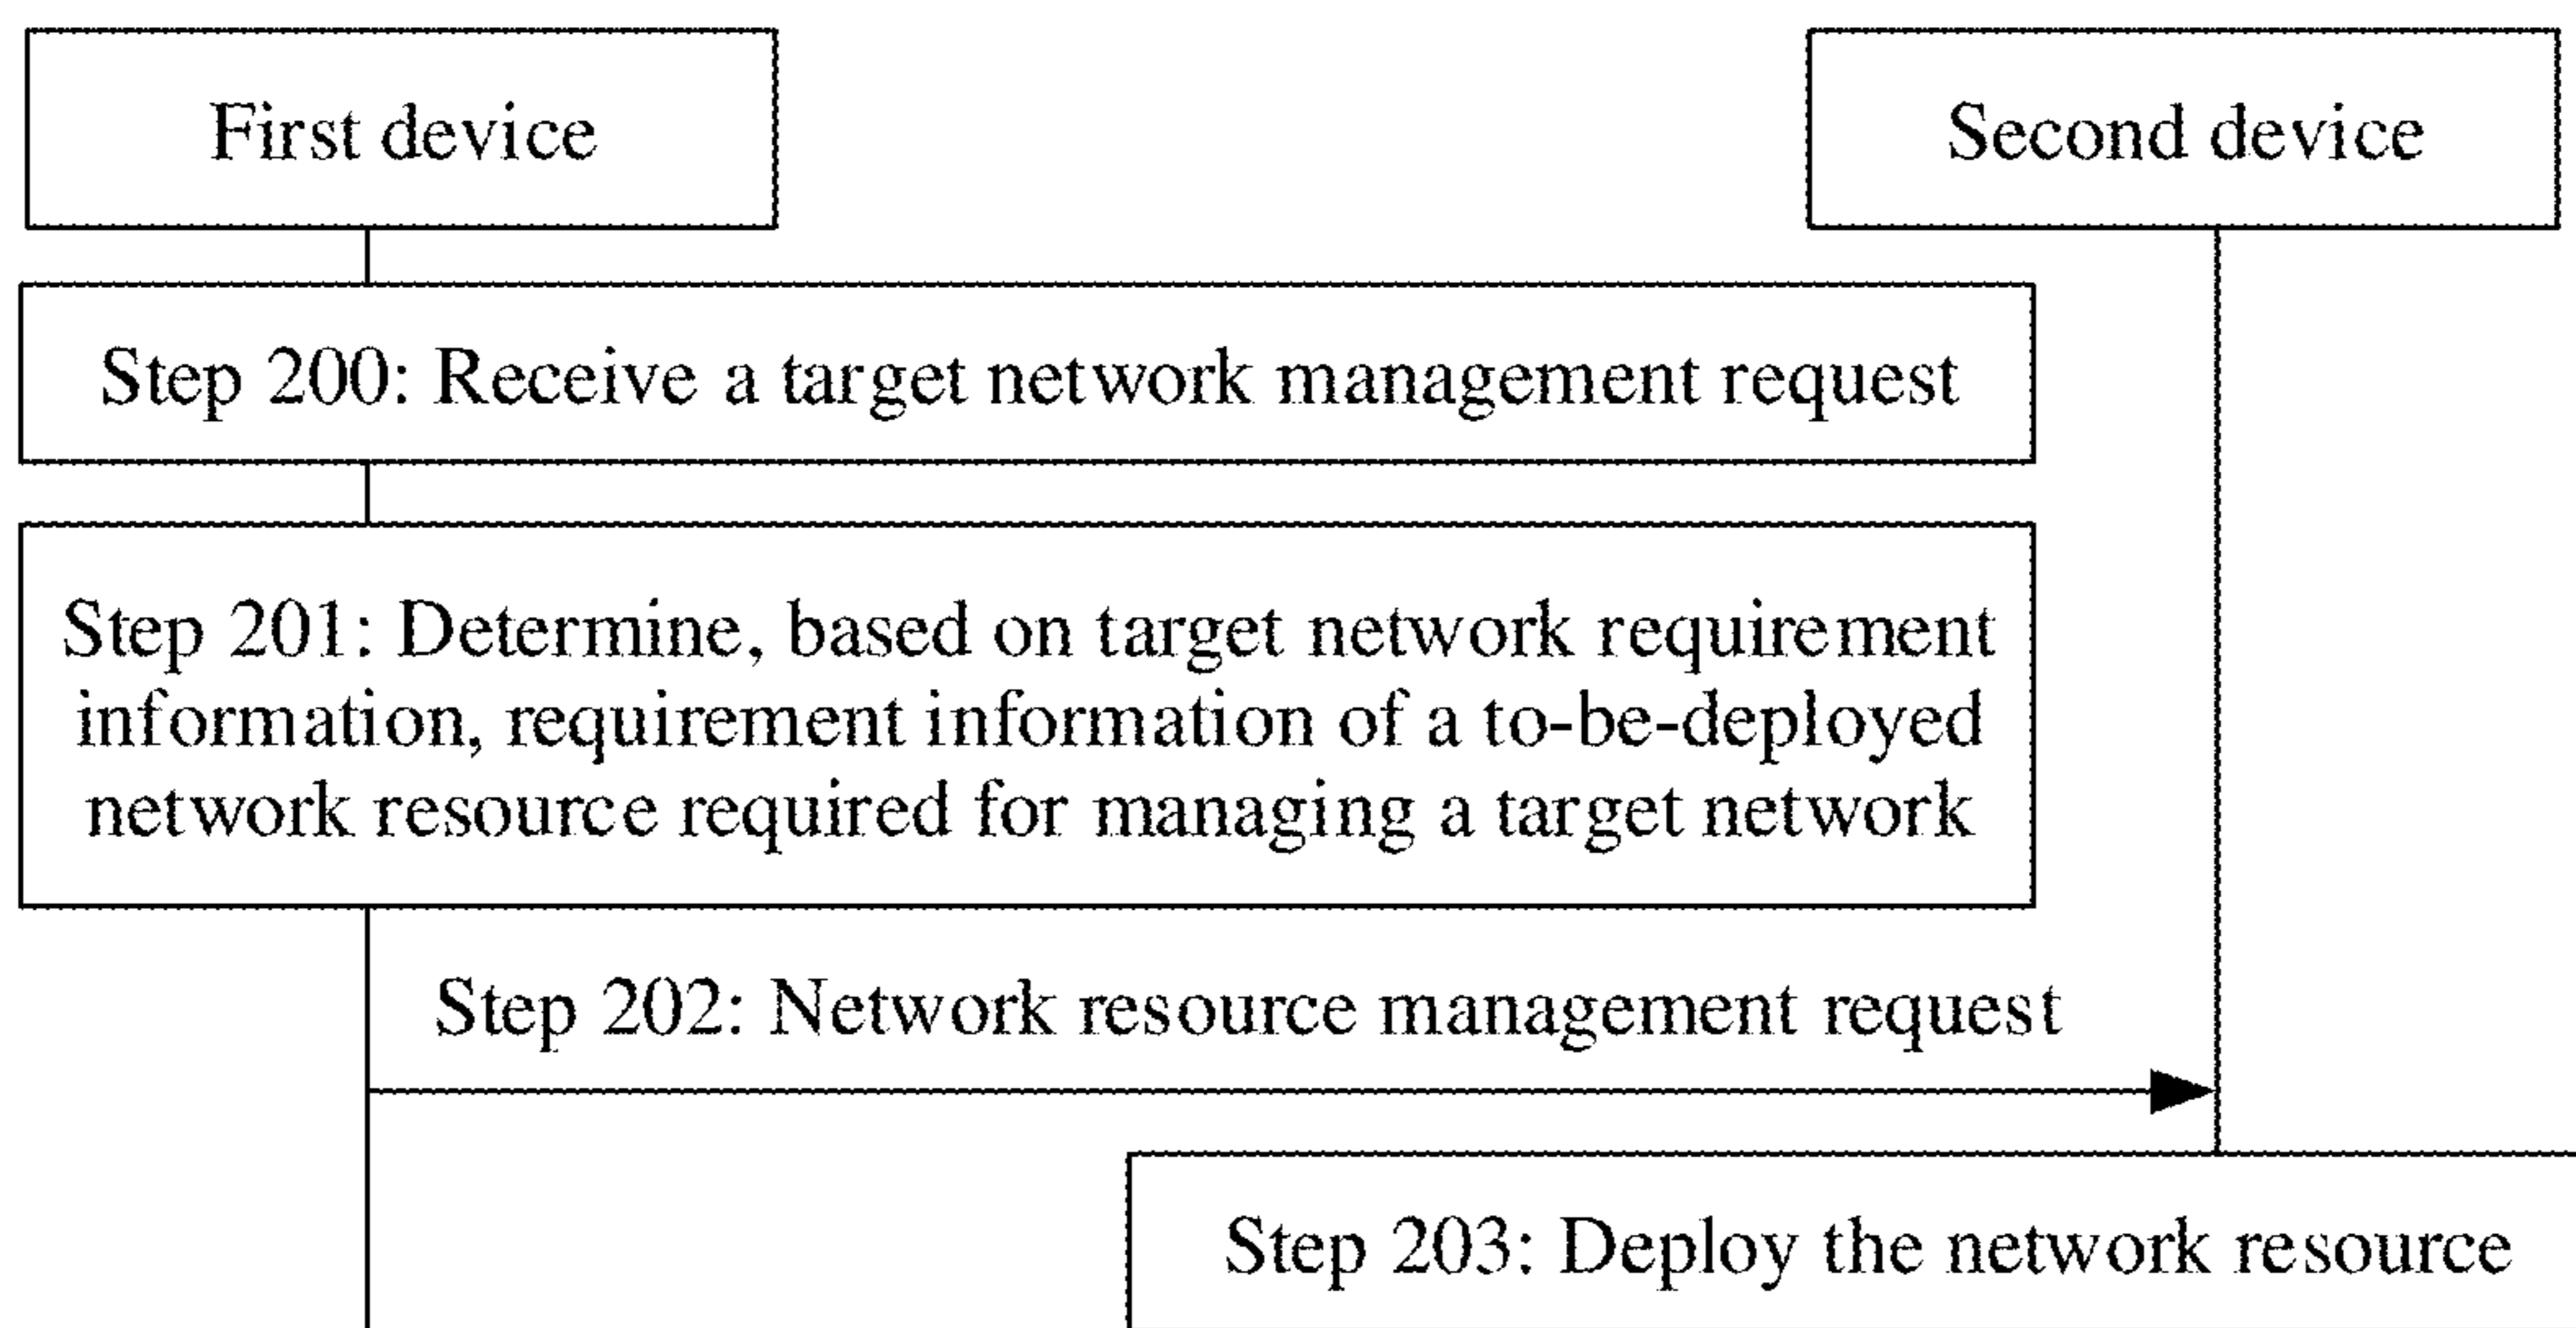 First device
Second device
Step 200: Receive a target network management request
Step 201: Determine, based on target network requirement
information, requirement information of a to-be-deployed
network resource required for managing a target network
Step 202: Network resource management request
Step 203: Deploy the network resource